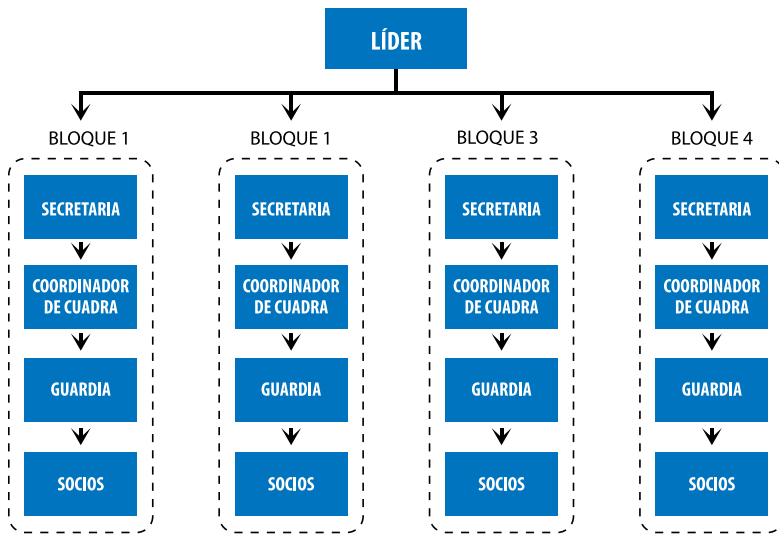 LÍDER
BLOQUE 1
BLOQUE 1
BLOQUE 3
BLOQUE 4
SECRETARIA
SECRETARIA
SECRETARIA
SECRETARIA
COORDINADOR
DE CUADRA
COORDINADOR
DE CUADRA
COORDINADOR
DE CUADRA
COORDINADOR
DE CUADRA
GUARDIA
GUARDIA
GUARDIA
GUARDIA
SOCIOS
SOCIOS
SOCIOS
SOCIOS